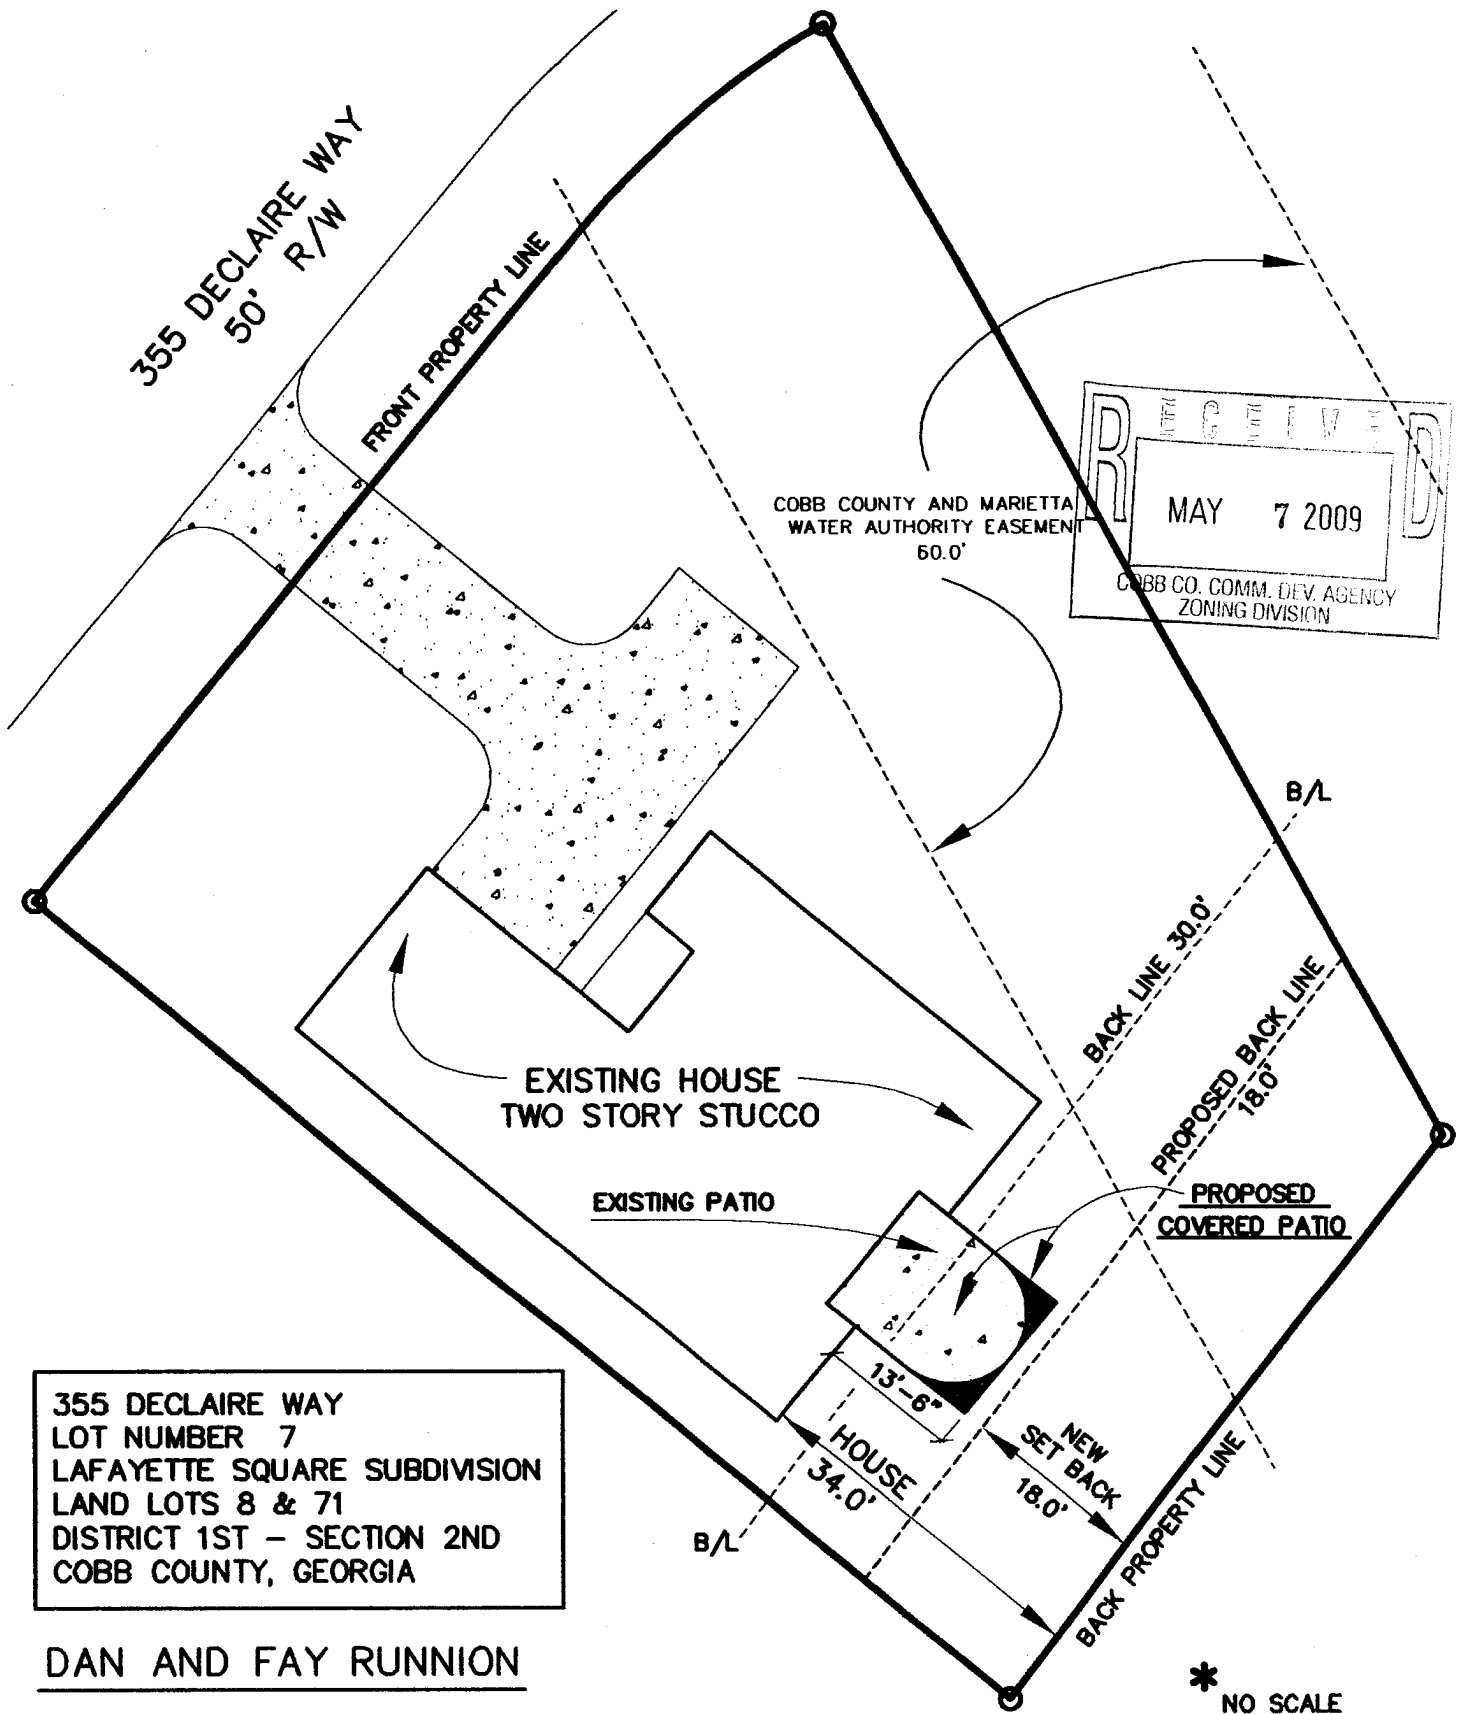 355 DECLAIRE WAY
50' R/W
FRONT PROPERTY LINE
COBB COUNTY AND MARIETTA
WATER AUTHORITY EASEMENT
60.0'
RECEIVED
MAY 7 2009
COBB CO. COMM. DEV. AGENCY
ZONING DIVISION
B/L
BACK LINE 30.0'
PROPOSED BACK LINE
18.0'
EXISTING HOUSE
TWO STORY STUCCO
EXISTING PATIO
PROPOSED
COVERED PATIO
13'-6"
HOUSE
34.0'
NEW
SET BACK
18.0'
B/L
BACK PROPERTY LINE
355 DECLAIRE WAY
LOT NUMBER 7
LAFAYETTE SQUARE SUBDIVISION
LAND LOTS 8 & 71
DISTRICT 1ST - SECTION 2ND
COBB COUNTY, GEORGIA
DAN AND FAY RUNNION
* NO SCALE